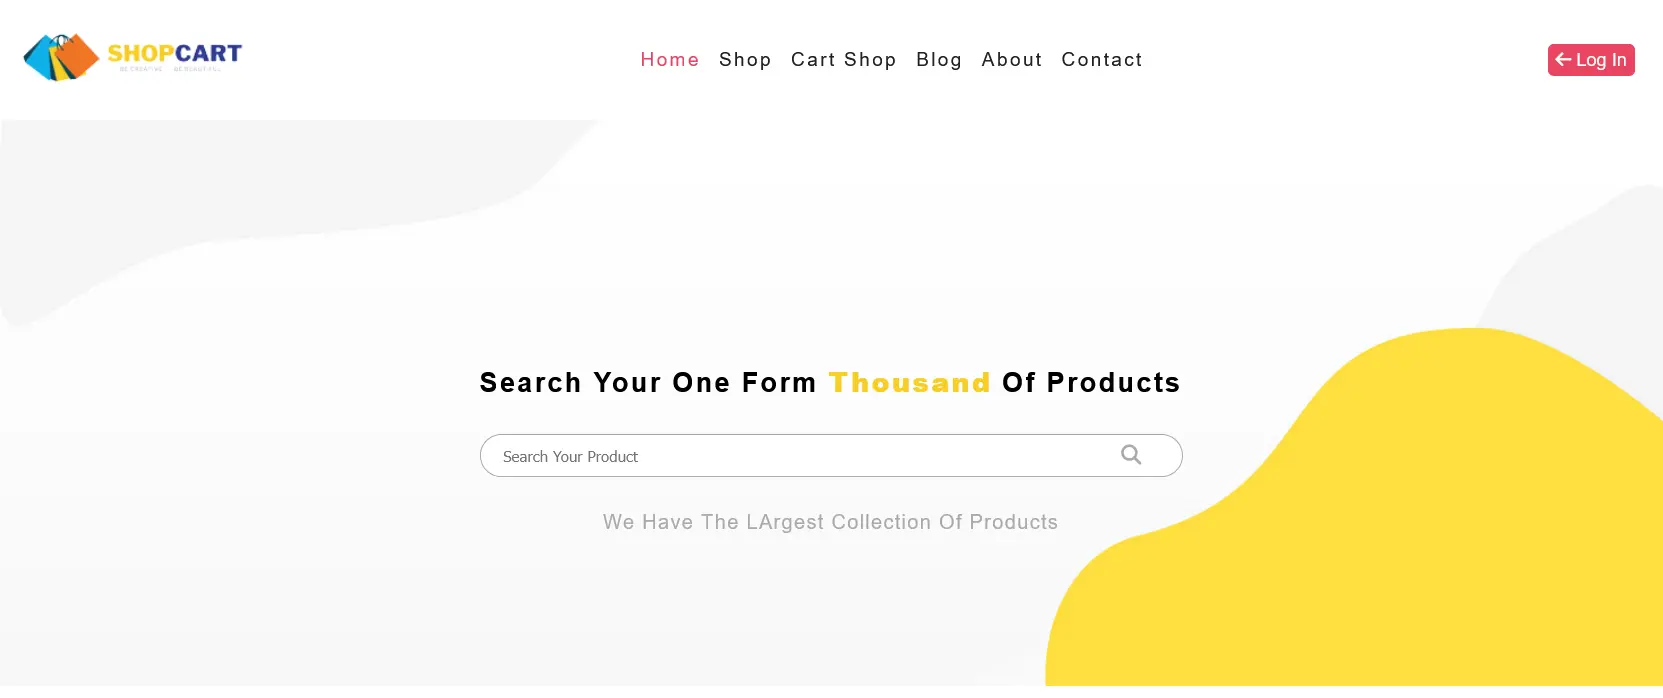 SHOPCART
Home Shop Cart Shop Blog About Contact
Log In
Search Your One Form Thousand Of Products
Search Your Product
We Have The LArgest Collection Of Products